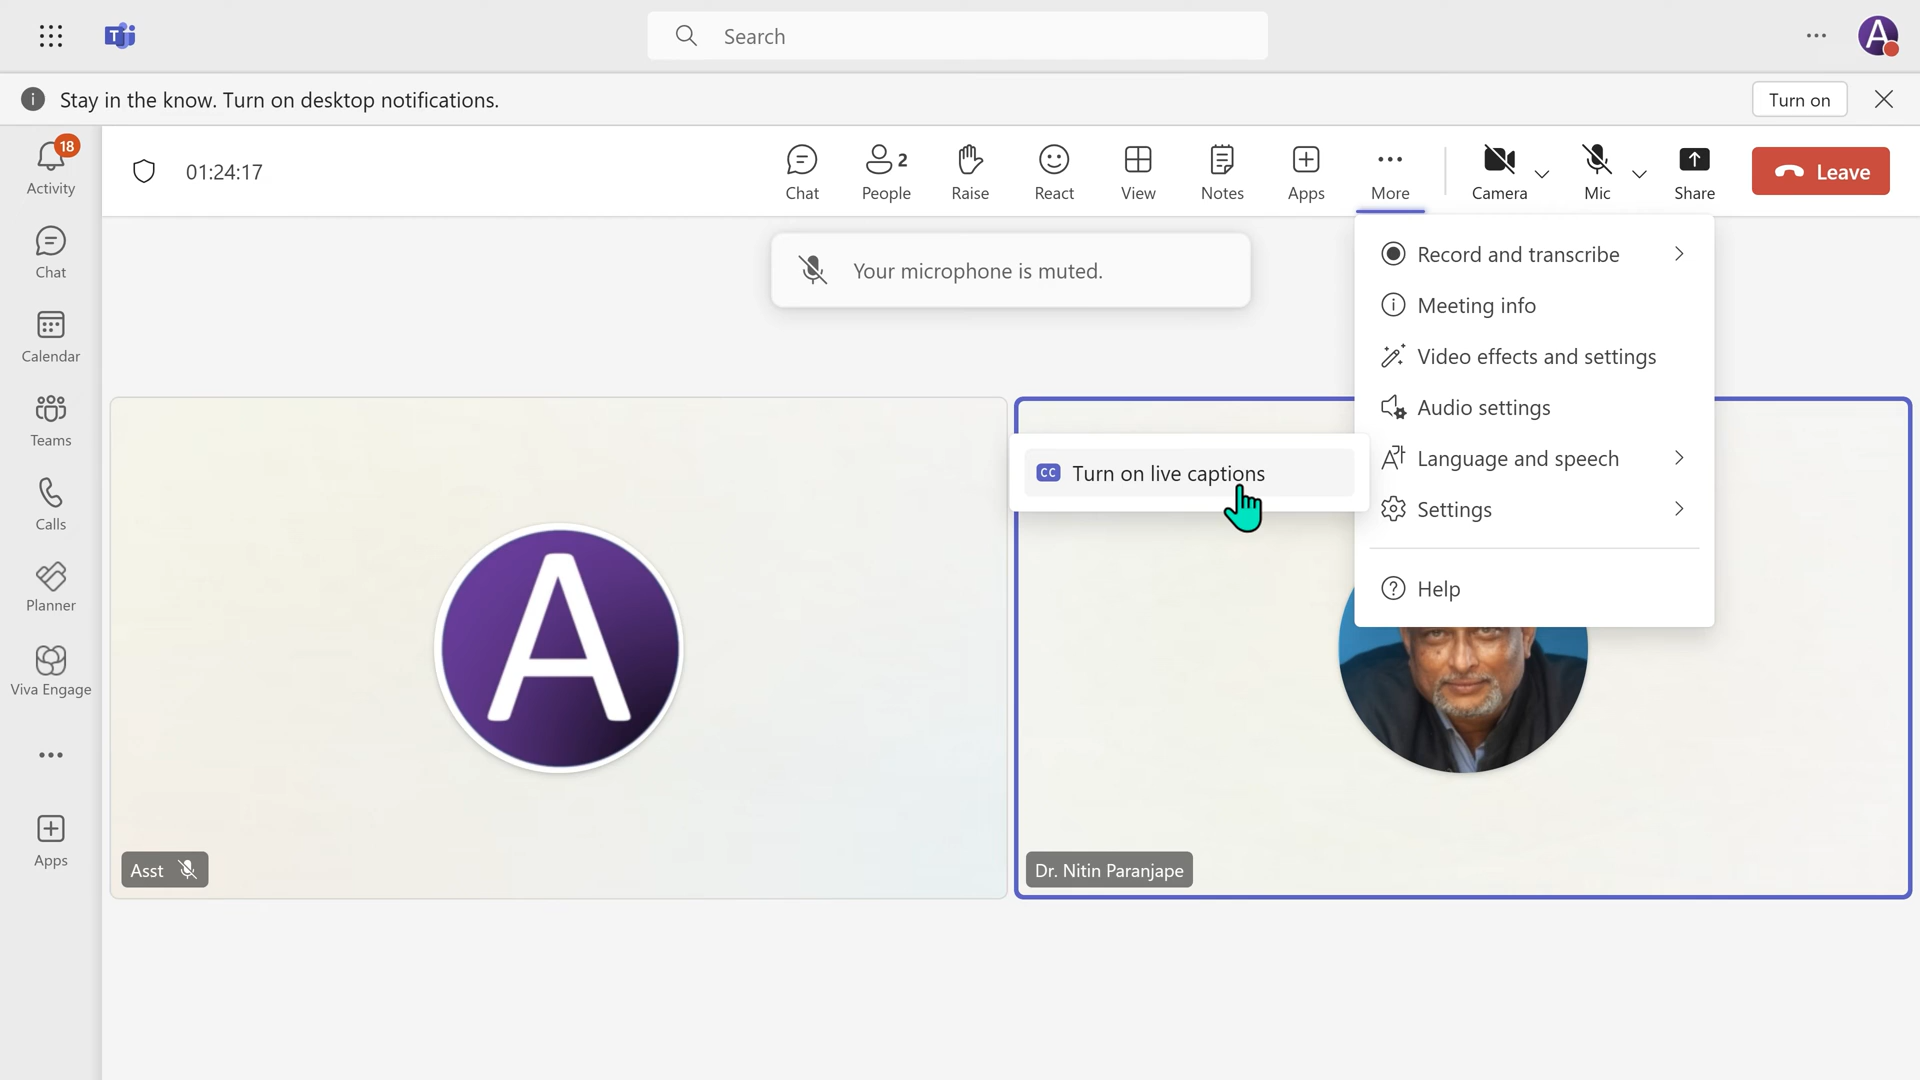 Search
A
Stay in the know. Turn on desktop notifications.
Turn on
18
Activity
Chat
Calendar
Teams
Calls
Planner
Viva Engage
Apps
01:24:17
Chat
2
People
Raise
React
View
Notes
Apps
More
Camera
Mic
Share
Leave
Your microphone is muted.
Record and transcribe
Meeting info
Video effects and settings
Audio settings
Language and speech
Settings
Help
CC Turn on live captions
A
Asst
Dr. Nitin Paranjape